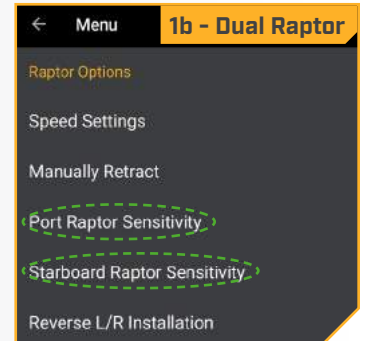 ← Menu
1b - Dual Raptor
Raptor Options
Speed Settings
Manually Retract
Port Raptor Sensitivity
Starboard Raptor Sensitivity
Reverse L/R Installation